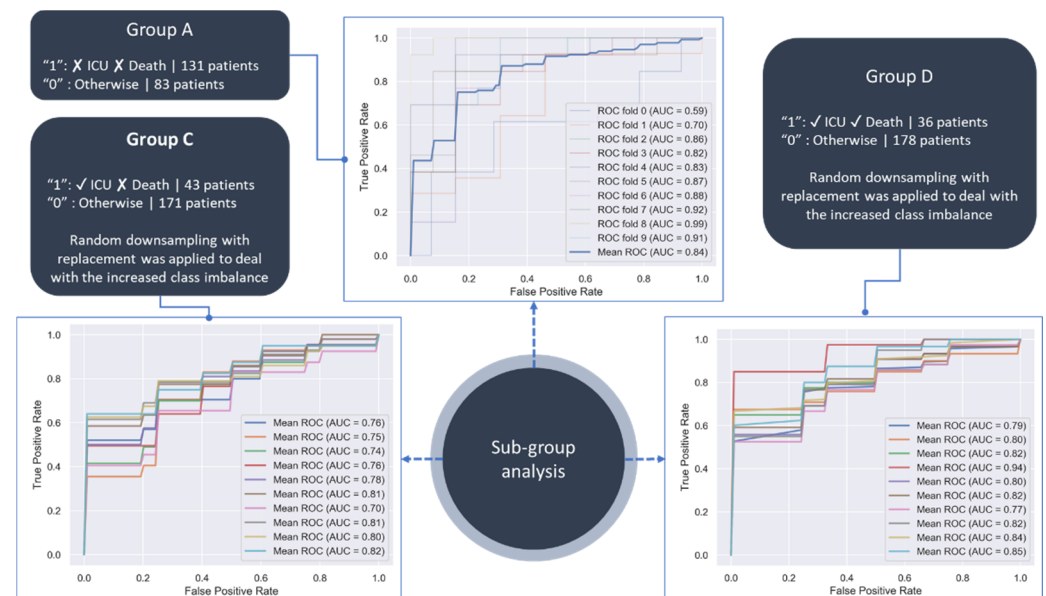 Group A
“1”: ✗ ICU ✗ Death | 131 patients
“0” : Otherwise | 83 patients
Group C
“1”: ✓ ICU ✗ Death | 43 patients
“0” : Otherwise | 171 patients
Random downsampling with
replacement was applied to deal
with the increased class imbalance
Group D
“1”: ✓ ICU ✓ Death | 36 patients
“0” : Otherwise | 178 patients
Random downsampling with
replacement was applied to deal with
the increased class imbalance
True Positive Rate
1.0
0.8
0.6
0.4
0.2
0.0
ROC fold 0 (AUC = 0.59)
ROC fold 1 (AUC = 0.70)
ROC fold 2 (AUC = 0.86)
ROC fold 3 (AUC = 0.82)
ROC fold 4 (AUC = 0.83)
ROC fold 5 (AUC = 0.87)
ROC fold 6 (AUC = 0.88)
ROC fold 7 (AUC = 0.92)
ROC fold 8 (AUC = 0.99)
ROC fold 9 (AUC = 0.91)
Mean ROC (AUC = 0.84)
0.0 0.2 0.4 0.6 0.8 1.0
False Positive Rate
True Positive Rate
1.0
0.8
0.6
0.4
0.2
0.0
Mean ROC (AUC = 0.76)
Mean ROC (AUC = 0.75)
Mean ROC (AUC = 0.74)
Mean ROC (AUC = 0.76)
Mean ROC (AUC = 0.78)
Mean ROC (AUC = 0.81)
Mean ROC (AUC = 0.70)
Mean ROC (AUC = 0.81)
Mean ROC (AUC = 0.80)
Mean ROC (AUC = 0.82)
0.0 0.2 0.4 0.6 0.8 1.0
False Positive Rate
Sub-group
analysis
True Positive Rate
1.0
0.8
0.6
0.4
0.2
0.0
Mean ROC (AUC = 0.79)
Mean ROC (AUC = 0.80)
Mean ROC (AUC = 0.82)
Mean ROC (AUC = 0.94)
Mean ROC (AUC = 0.80)
Mean ROC (AUC = 0.82)
Mean ROC (AUC = 0.77)
Mean ROC (AUC = 0.82)
Mean ROC (AUC = 0.84)
Mean ROC (AUC = 0.85)
0.0 0.2 0.4 0.6 0.8 1.0
False Positive Rate